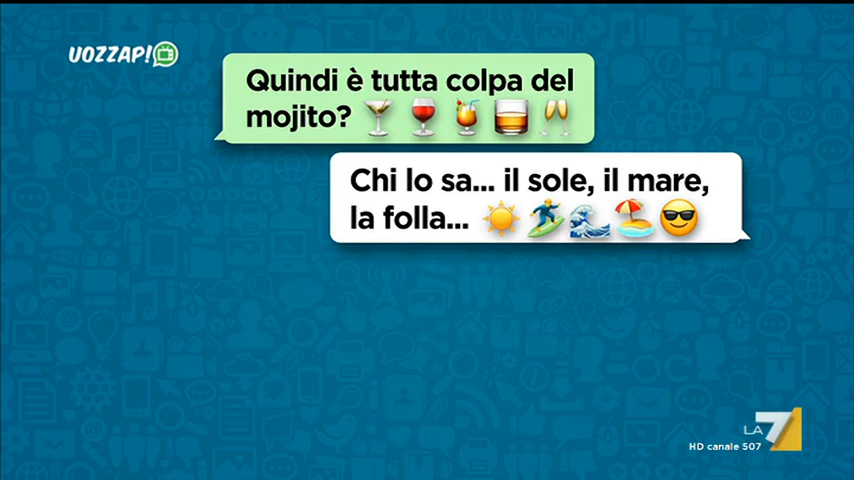 UOZZAP!
Quindi è tutta colpa del
mojito? 🍸🍷🍹🥃🥂
Chi lo sa... il sole, il mare,
la folla... ☀️🏄🌊🏖️😎
LA7
HD canale 507